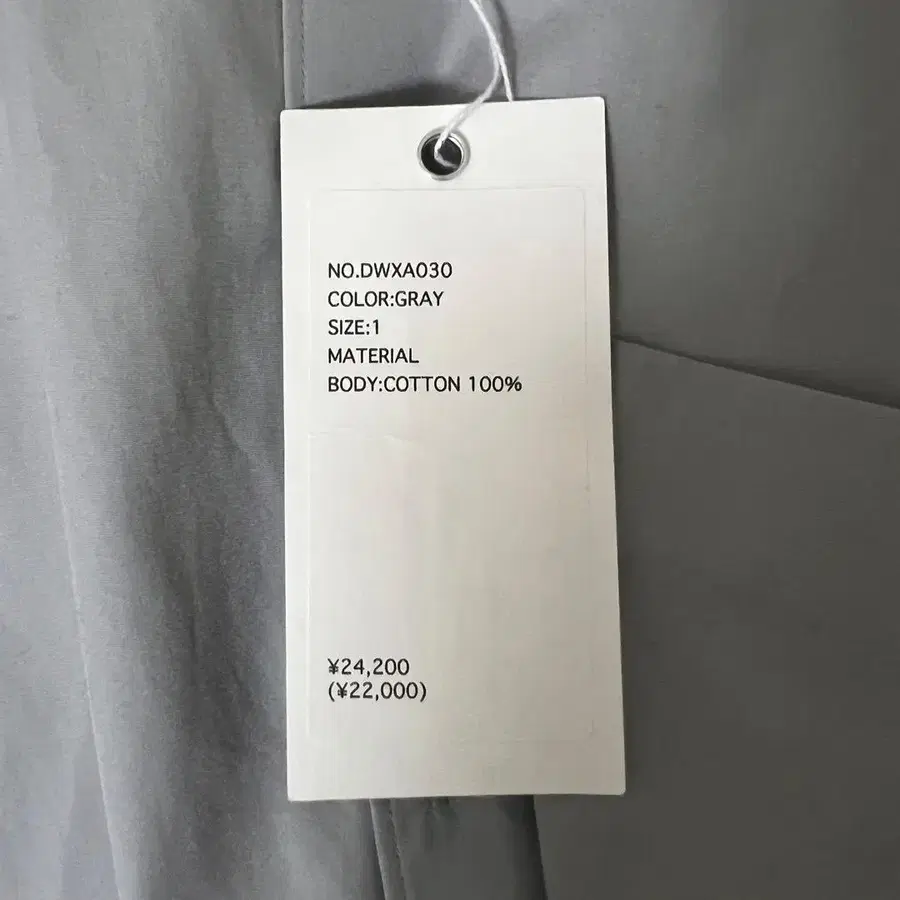 NO.DWXA030
COLOR:GRAY
SIZE:1
MATERIAL
BODY:COTTON 100%
¥24,200
(¥22,000)